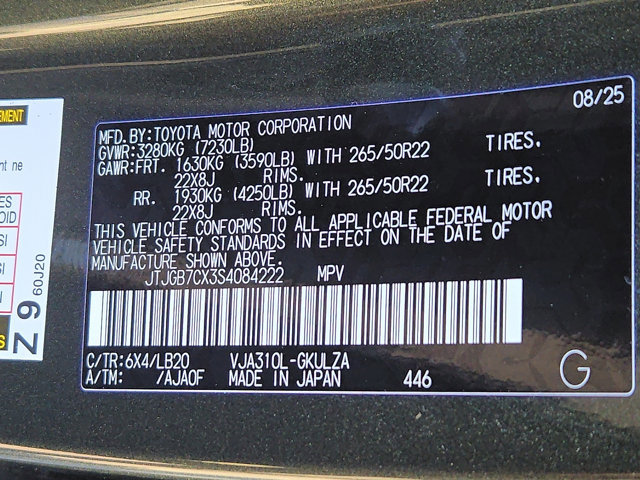 08/25
MFD.BY:TOYOTA MOTOR CORPORATION
GVWR:3280KG (7230LB)
GAWR:FRT. 1630KG (3590LB) WITH 265/50R22 TIRES.
22X8J RIMS.
RR. 1930KG (4250LB) WITH 265/50R22 TIRES.
22X8J RIMS.
THIS VEHICLE CONFORMS TO ALL APPLICABLE FEDERAL MOTOR
VEHICLE SAFETY STANDARDS IN EFFECT ON THE DATE OF
MANUFACTURE SHOWN ABOVE.
JTJGB7CX3S4084222 MPV
C/TR:6X4/LB20 VJA310L-GKULZA
A/TM: /AJA0F MADE IN JAPAN 446
G
60J20
Z 9